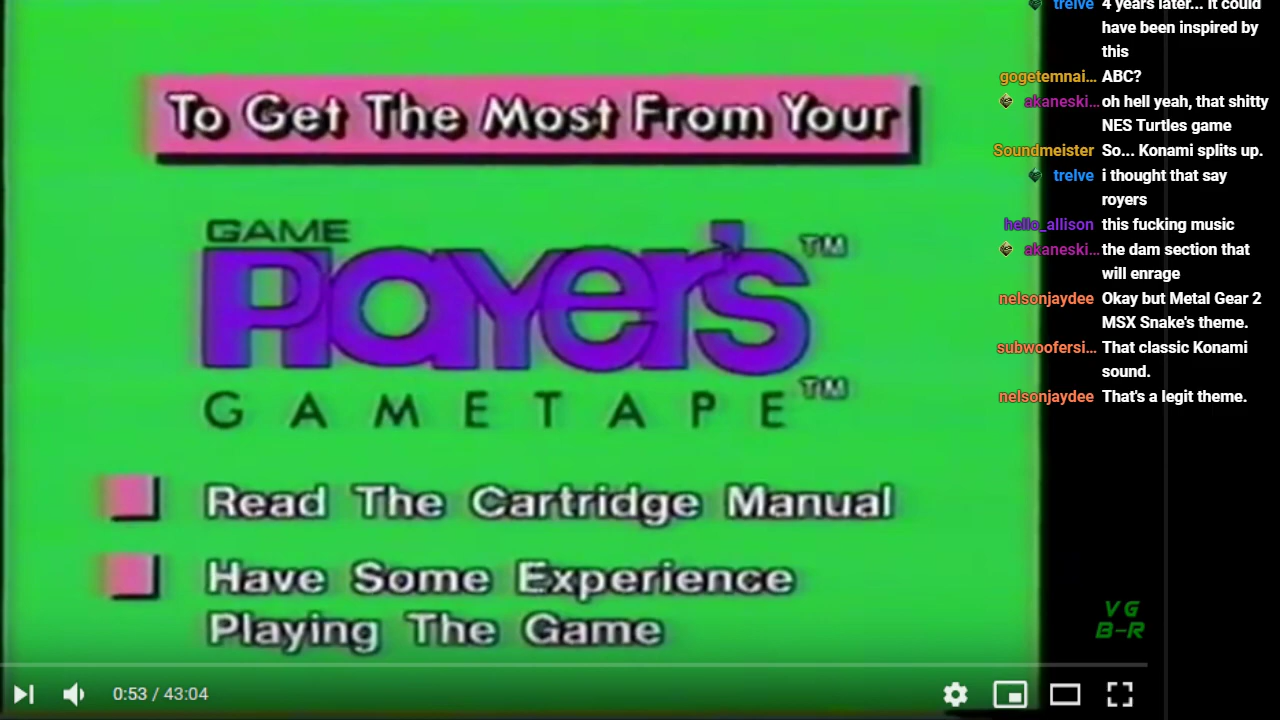 To Get The Most From Your
GAME
Player's™
GAMETAPE™
Read The Cartridge Manual
Have Some Experience
Playing The Game
0:53 / 43:04
trelve 4 years later... it could
have been inspired by
this
gogetemnai... ABC?
akaneski... oh hell yeah, that shitty
NES Turtles game
Soundmeister So... Konami splits up.
trelve i thought that say
royers
hello_allison this fucking music
akaneski... the dam section that
will enrage
nelsonjaydee Okay but Metal Gear 2
MSX Snake's theme.
subwoofersi... That classic Konami
sound.
nelsonjaydee That's a legit theme.
VG
B-R